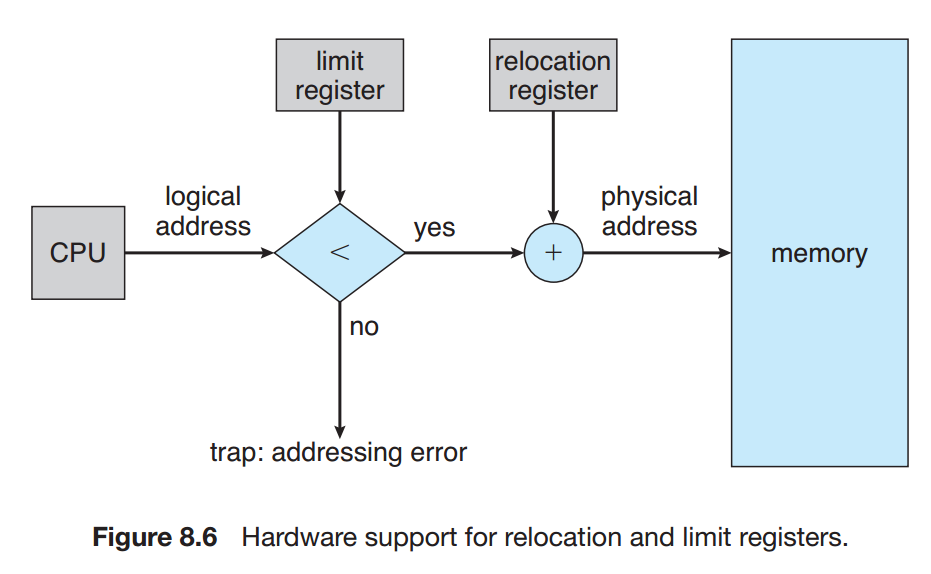 limit
register
relocation
register
logical
address
physical
address
CPU
<
yes
+
memory
no
trap: addressing error
Figure 8.6 Hardware support for relocation and limit registers.